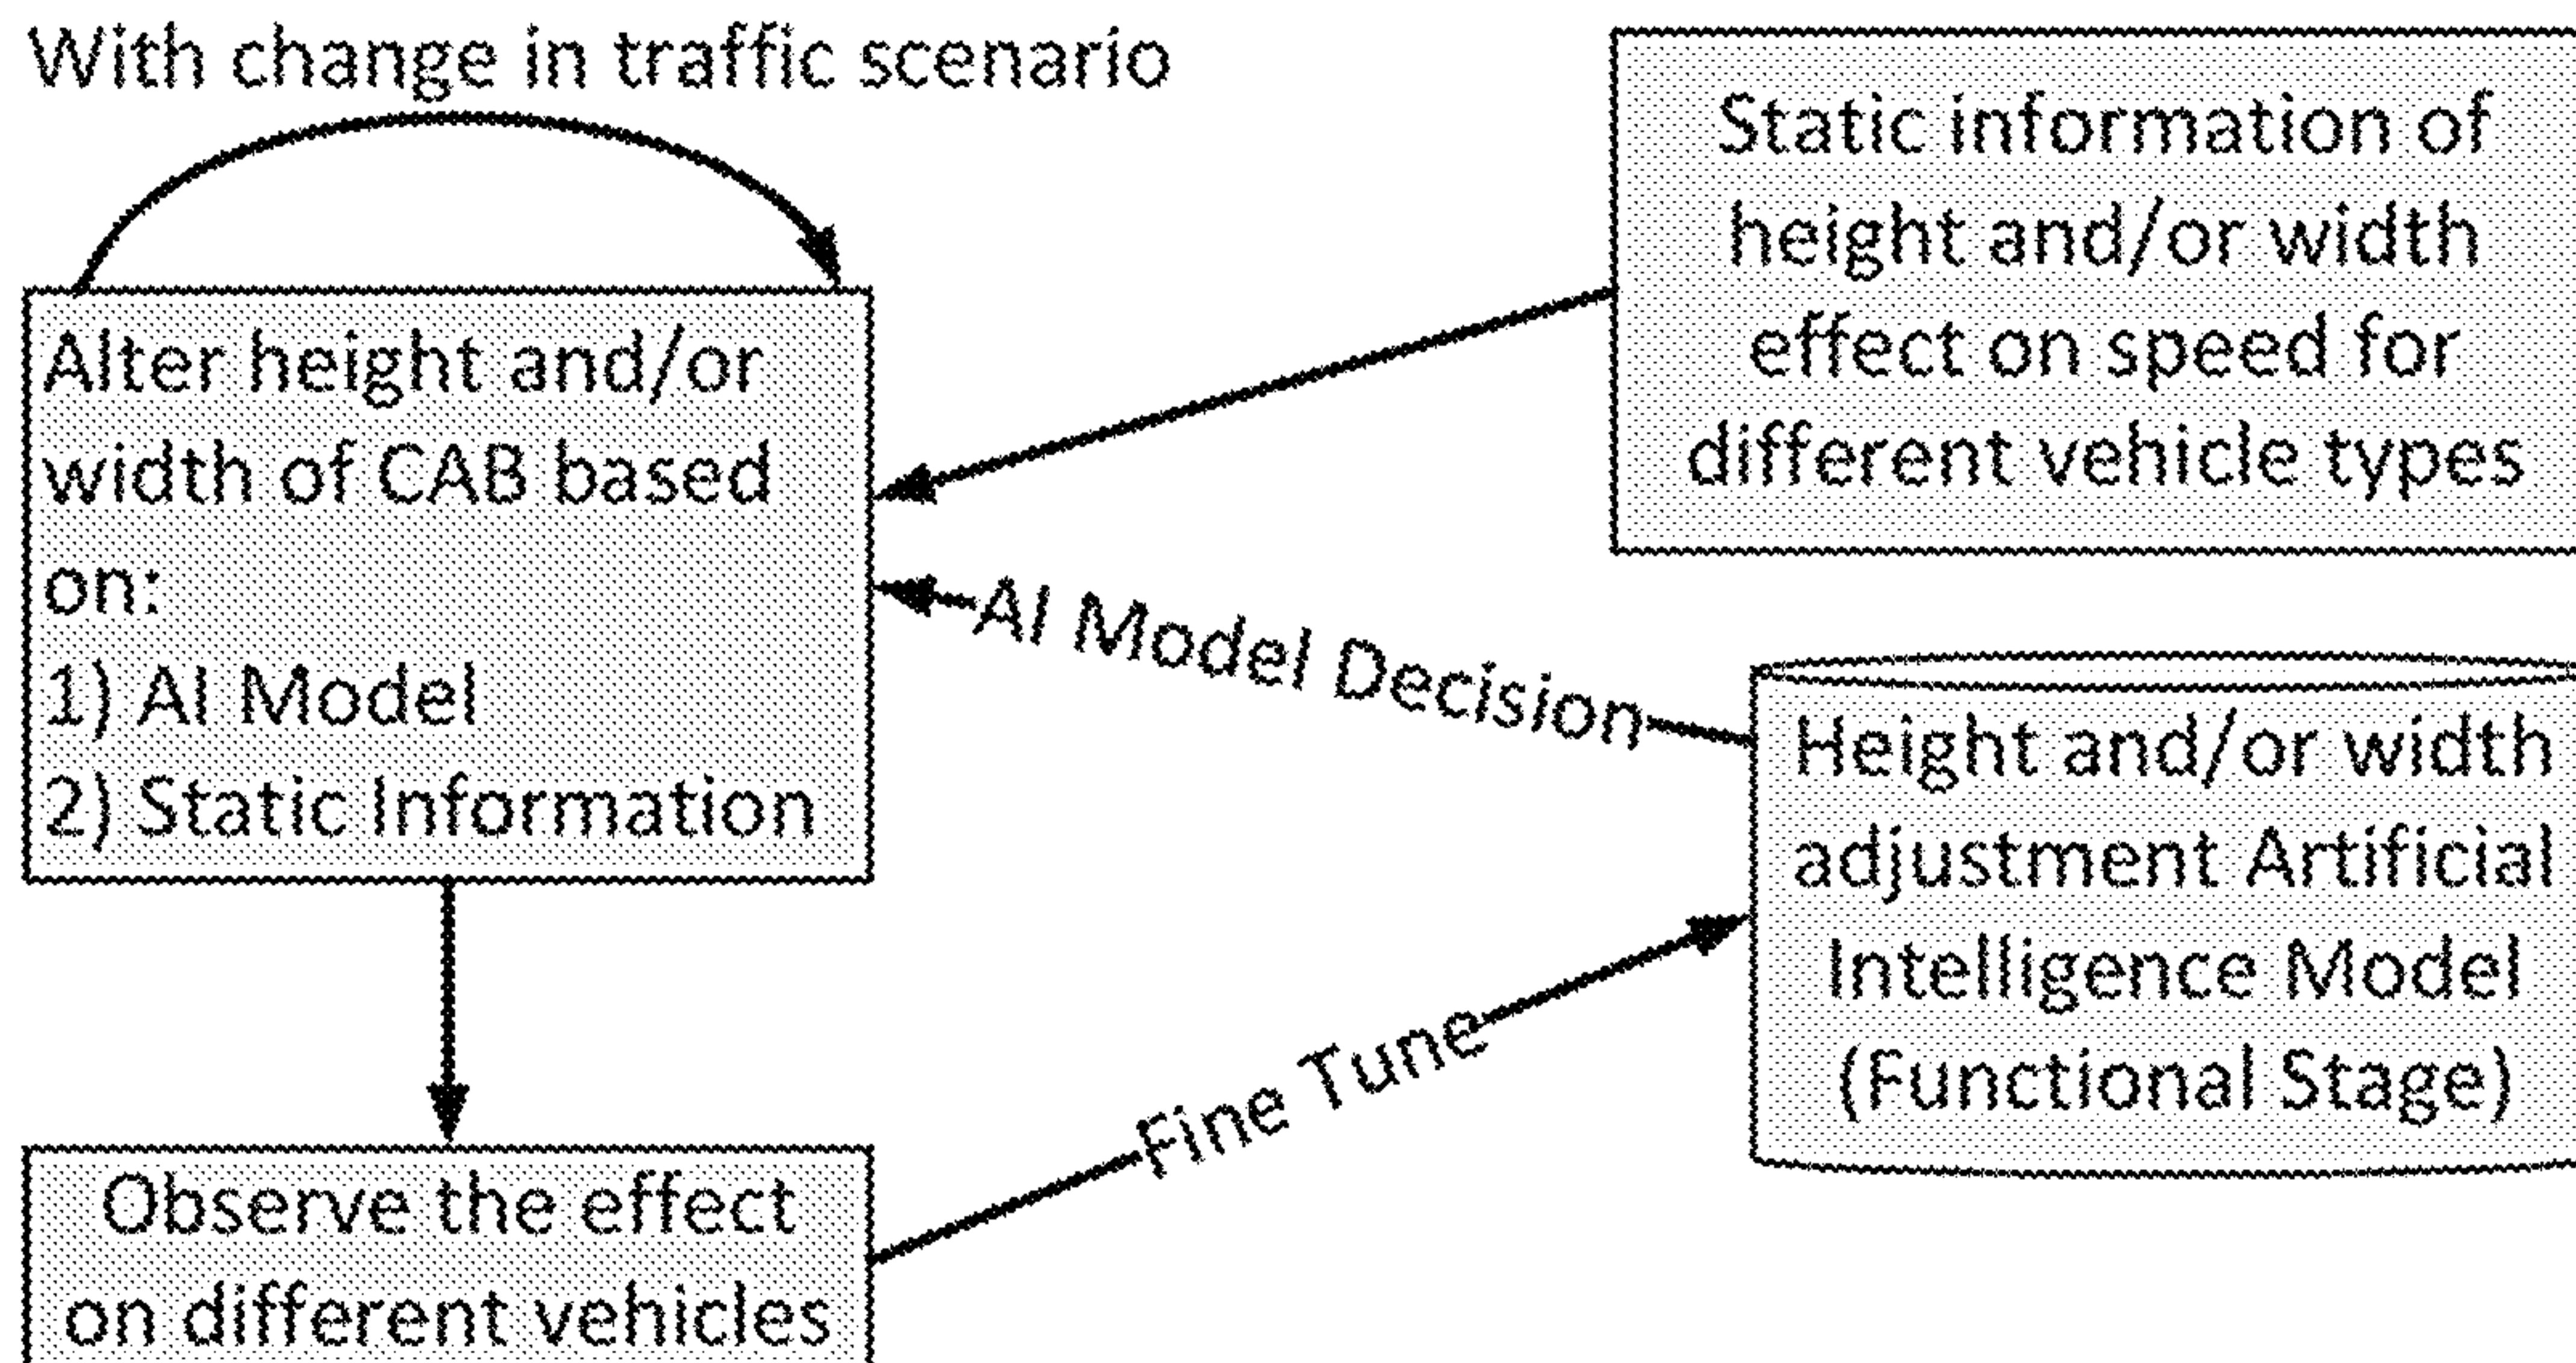 With change in traffic scenario
Alter height and/or
width of CAB based
on:
1) AI Model
2) Static Information
Static information of
height and/or width
effect on speed for
different vehicle types
AI Model Decision
Height and/or width
adjustment Artificial
Intelligence Model
(Functional Stage)
Fine Tune
Observe the effect
on different vehicles